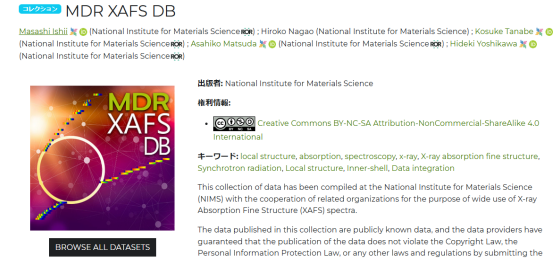 コレクション MDR XAFS DB
Masashi Ishii (National Institute for Materials Science ROR) ; Hiroko Nagao (National Institute for Materials Science) ; Kosuke Tanabe
(National Institute for Materials Science ROR) ; Asahiko Matsuda (National Institute for Materials Science ROR) ; Hideki Yoshikawa
(National Institute for Materials Science ROR)
MDR
XAFS
DB
BROWSE ALL DATASETS
出版者: National Institute for Materials Science
権利情報:
CC BY NC SA Creative Commons BY-NC-SA Attribution-NonCommercial-ShareAlike 4.0
International
キーワード: local structure, absorption, spectroscopy, x-ray, X-ray absorption fine structure,
Synchrotron radiation, Local structure, Inner-shell, Data integration
This collection of data has been compiled at the National Institute for Materials Science
(NIMS) with the cooperation of related organizations for the purpose of wide use of X-ray
Absorption Fine Structure (XAFS) spectra.
The data published in this collection are publicly known data, and the data providers have
guaranteed that the publication of the data does not violate the Copyright Law, the
Personal Information Protection Law, or any other laws and regulations by submitting the